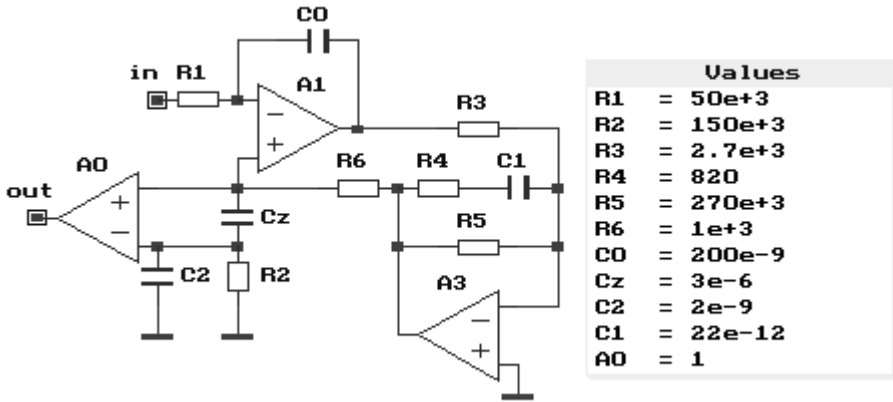 C0
in R1
A1
R3
A0
R6 R4 C1
out
Cz
R5
C2 R2
A3
Values
R1 = 50e+3
R2 = 150e+3
R3 = 2.7e+3
R4 = 820
R5 = 270e+3
R6 = 1e+3
C0 = 200e-9
Cz = 3e-6
C2 = 2e-9
C1 = 22e-12
A0 = 1